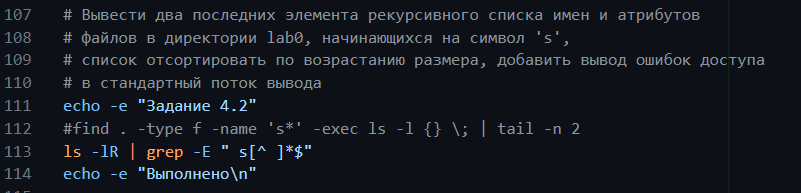 107 # Вывести два последних элемента рекурсивного списка имен и атрибутов
108 # файлов в директории lab0, начинающихся на символ 's',
109 # список отсортировать по возрастанию размера, добавить вывод ошибок доступа
110 # в стандартный поток вывода
111 echo -e "Задание 4.2"
112 #find . -type f -name 's*' -exec ls -l {} \; | tail -n 2
113 ls -lR | grep -E " s[^ ]*$"
114 echo -e "Выполнено\n"